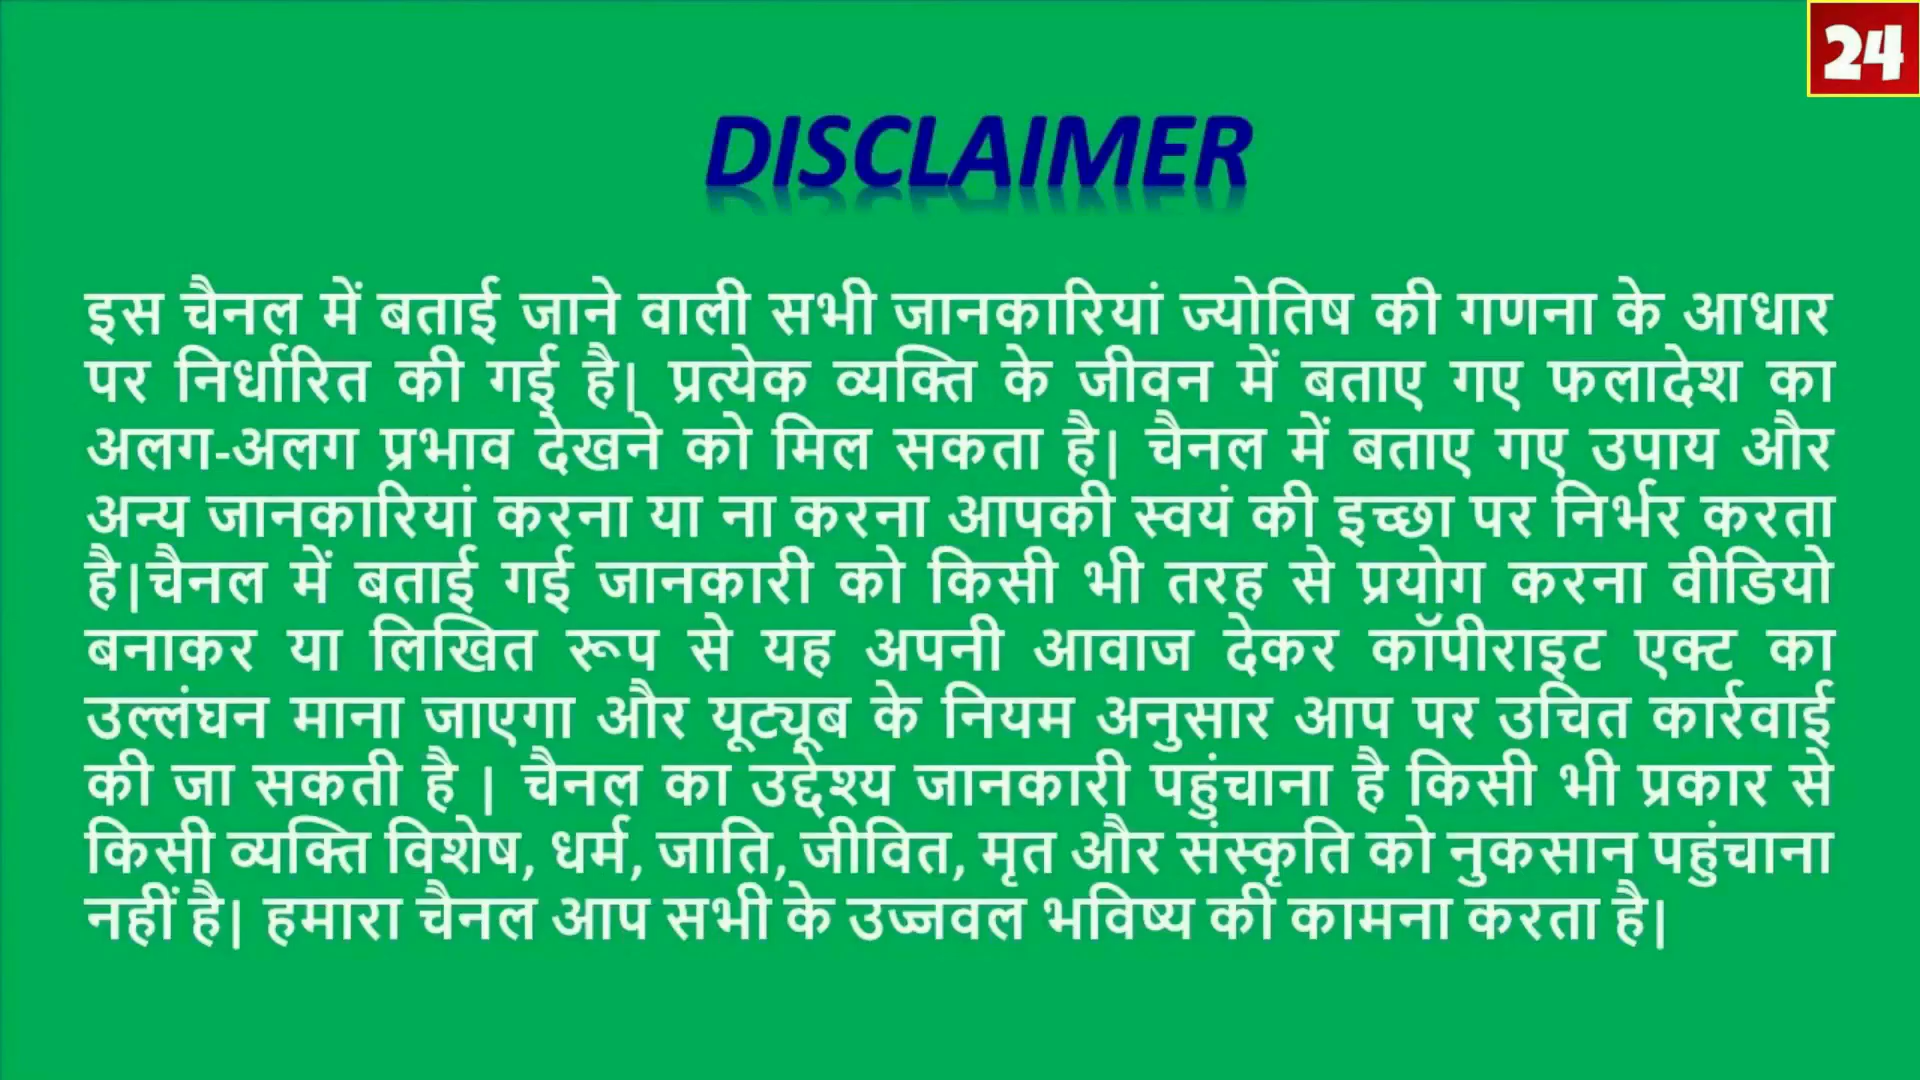 24
DISCLAIMER
इस चैनल में बताई जाने वाली सभी जानकारियां ज्योतिष की गणना के आधार
पर निर्धारित की गई है| प्रत्येक व्यक्ति के जीवन में बताए गए फलादेश का
अलग-अलग प्रभाव देखने को मिल सकता है| चैनल में बताए गए उपाय और
अन्य जानकारियां करना या ना करना आपकी स्वयं की इच्छा पर निर्भर करता
है|चैनल में बताई गई जानकारी को किसी भी तरह से प्रयोग करना वीडियो
बनाकर या लिखित रूप से यह अपनी आवाज देकर कॉपीराइट एक्ट का
उल्लंघन माना जाएगा और यूट्यूब के नियम अनुसार आप पर उचित कार्रवाई
की जा सकती है | चैनल का उद्देश्य जानकारी पहुंचाना है किसी भी प्रकार से
किसी व्यक्ति विशेष, धर्म, जाति, जीवित, मृत और संस्कृति को नुकसान पहुंचाना
नहीं है| हमारा चैनल आप सभी के उज्जवल भविष्य की कामना करता है|